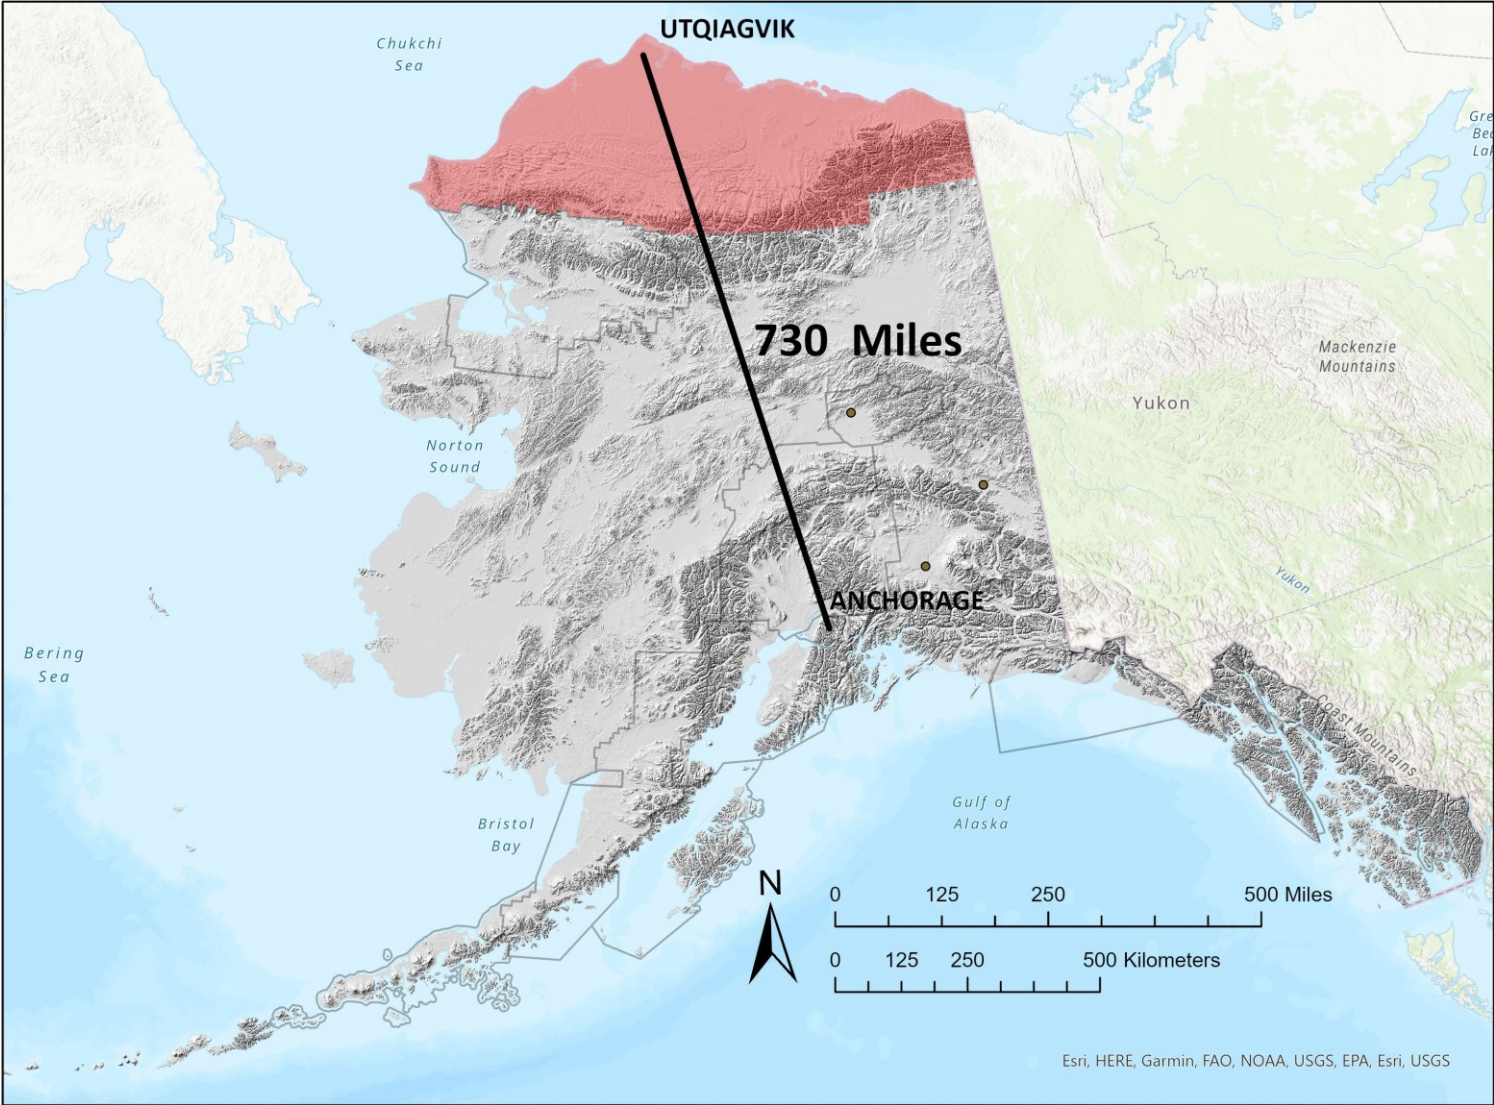 UTQIAGVIK
Chukchi
Sea
730 Miles
Mackenzie
Mountains
Yukon
Norton
Sound
Yukon
ANCHORAGE
Bering
Sea
Coast Mountains
Gulf of
Alaska
Bristol
Bay
N
0 125 250 500 Miles
0 125 250 500 Kilometers
Esri, HERE, Garmin, FAO, NOAA, USGS, EPA, Esri, USGS